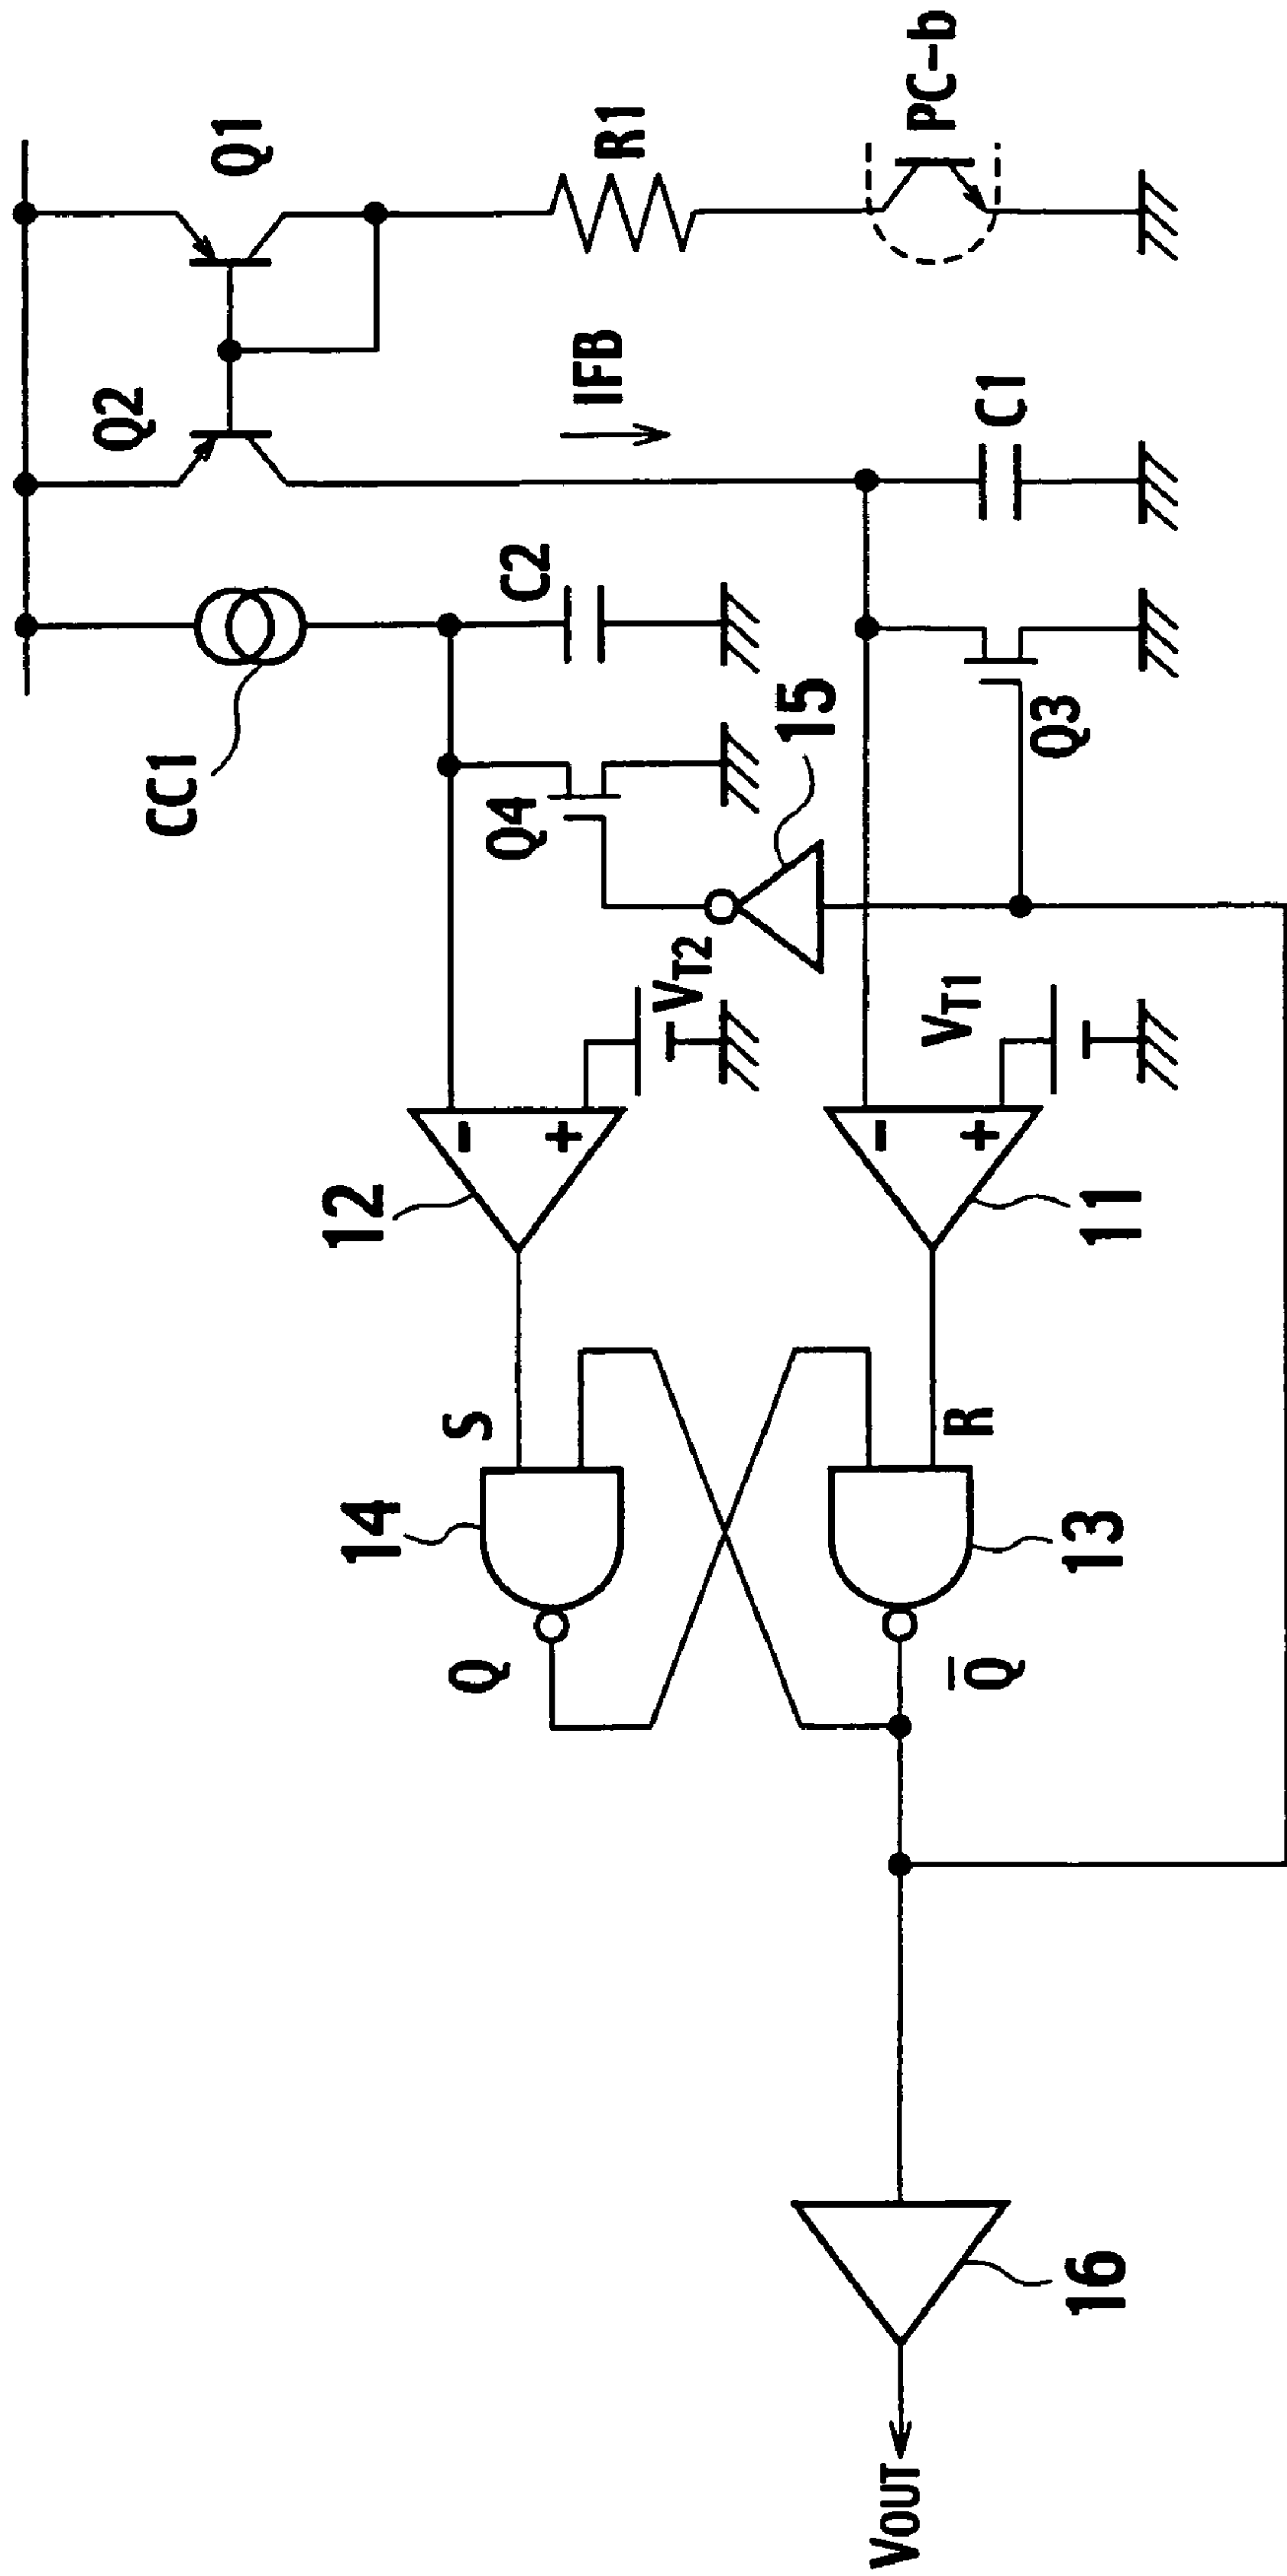 Q1
Q2
R1
PC-b
IFB
C1
CC1
C2
Q4
15
Q3
VT2
VT1
-
+
12
-
+
11
S
R
14
13
Q
Q̅
16
VOUT